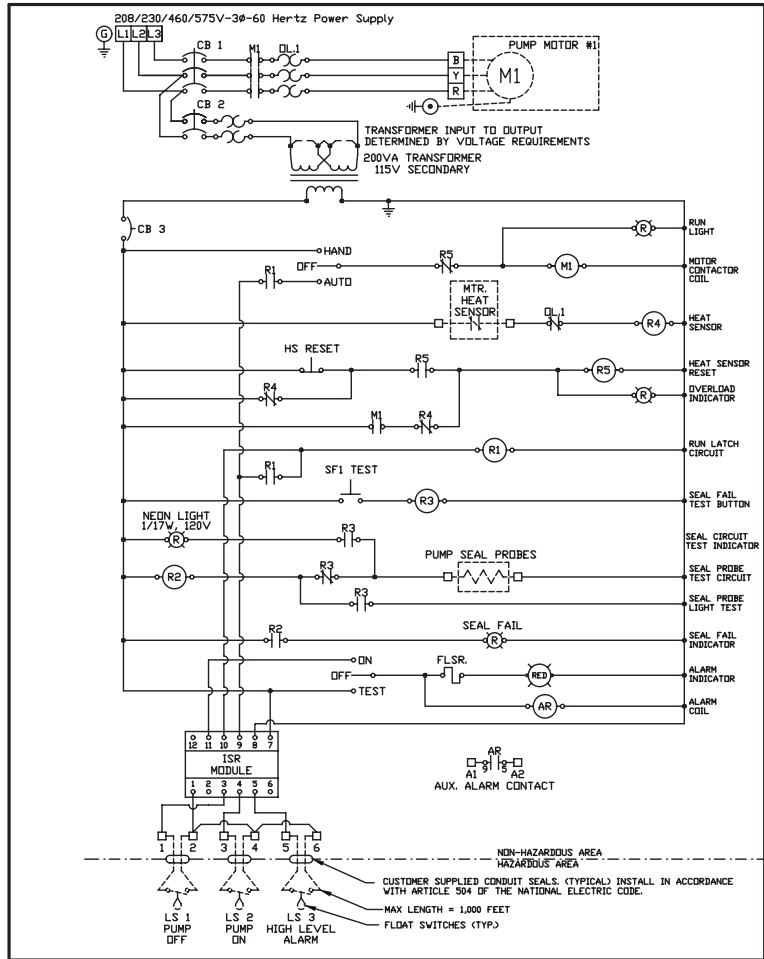 208/230/460/575V-3ø-60 Hertz Power Supply
G L1 L2 L3
CB 1
M1
OL1
PUMP MOTOR #1
B
Y
R
M1
CB 2
TRANSFORMER INPUT TO OUTPUT
DETERMINED BY VOLTAGE REQUIREMENTS
200VA TRANSFORMER
115V SECONDARY
CB 3
R
RUN
LIGHT
HAND
OFF
AUTO
R1
R5
M1
MOTOR
CONTACTOR
COIL
MTR.
HEAT
SENSOR
OL1
R4
HEAT
SENSOR
HS RESET
R5
R5
HEAT SENSOR
RESET
R4
R
OVERLOAD
INDICATOR
M1
R4
R1
RUN LATCH
CIRCUIT
R1
SF1 TEST
R3
SEAL FAIL
TEST BUTTON
NEON LIGHT
1/17W, 120V
R
R3
SEAL CIRCUIT
TEST INDICATOR
PUMP SEAL PROBES
R2
R3
SEAL PROBE
TEST CIRCUIT
R3
SEAL PROBE
LIGHT TEST
R2
SEAL FAIL
R
SEAL FAIL
INDICATOR
ON
OFF
TEST
FLSR.
RED
ALARM
INDICATOR
AR
ALARM
COIL
12 11 10 9 8 7
ISR
MODULE
1 2 3 4 5 6
AR
A1 9 5 A2
AUX. ALARM CONTACT
1 2 3 4 5 6
NON-HAZARDOUS AREA
HAZARDOUS AREA
CUSTOMER SUPPLIED CONDUIT SEALS. (TYPICAL) INSTALL IN ACCORDANCE
WITH ARTICLE 504 OF THE NATIONAL ELECTRIC CODE.
MAX LENGTH = 1,000 FEET
FLOAT SWITCHES (TYP.)
LS 1
PUMP
OFF
LS 2
PUMP
ON
LS 3
HIGH LEVEL
ALARM